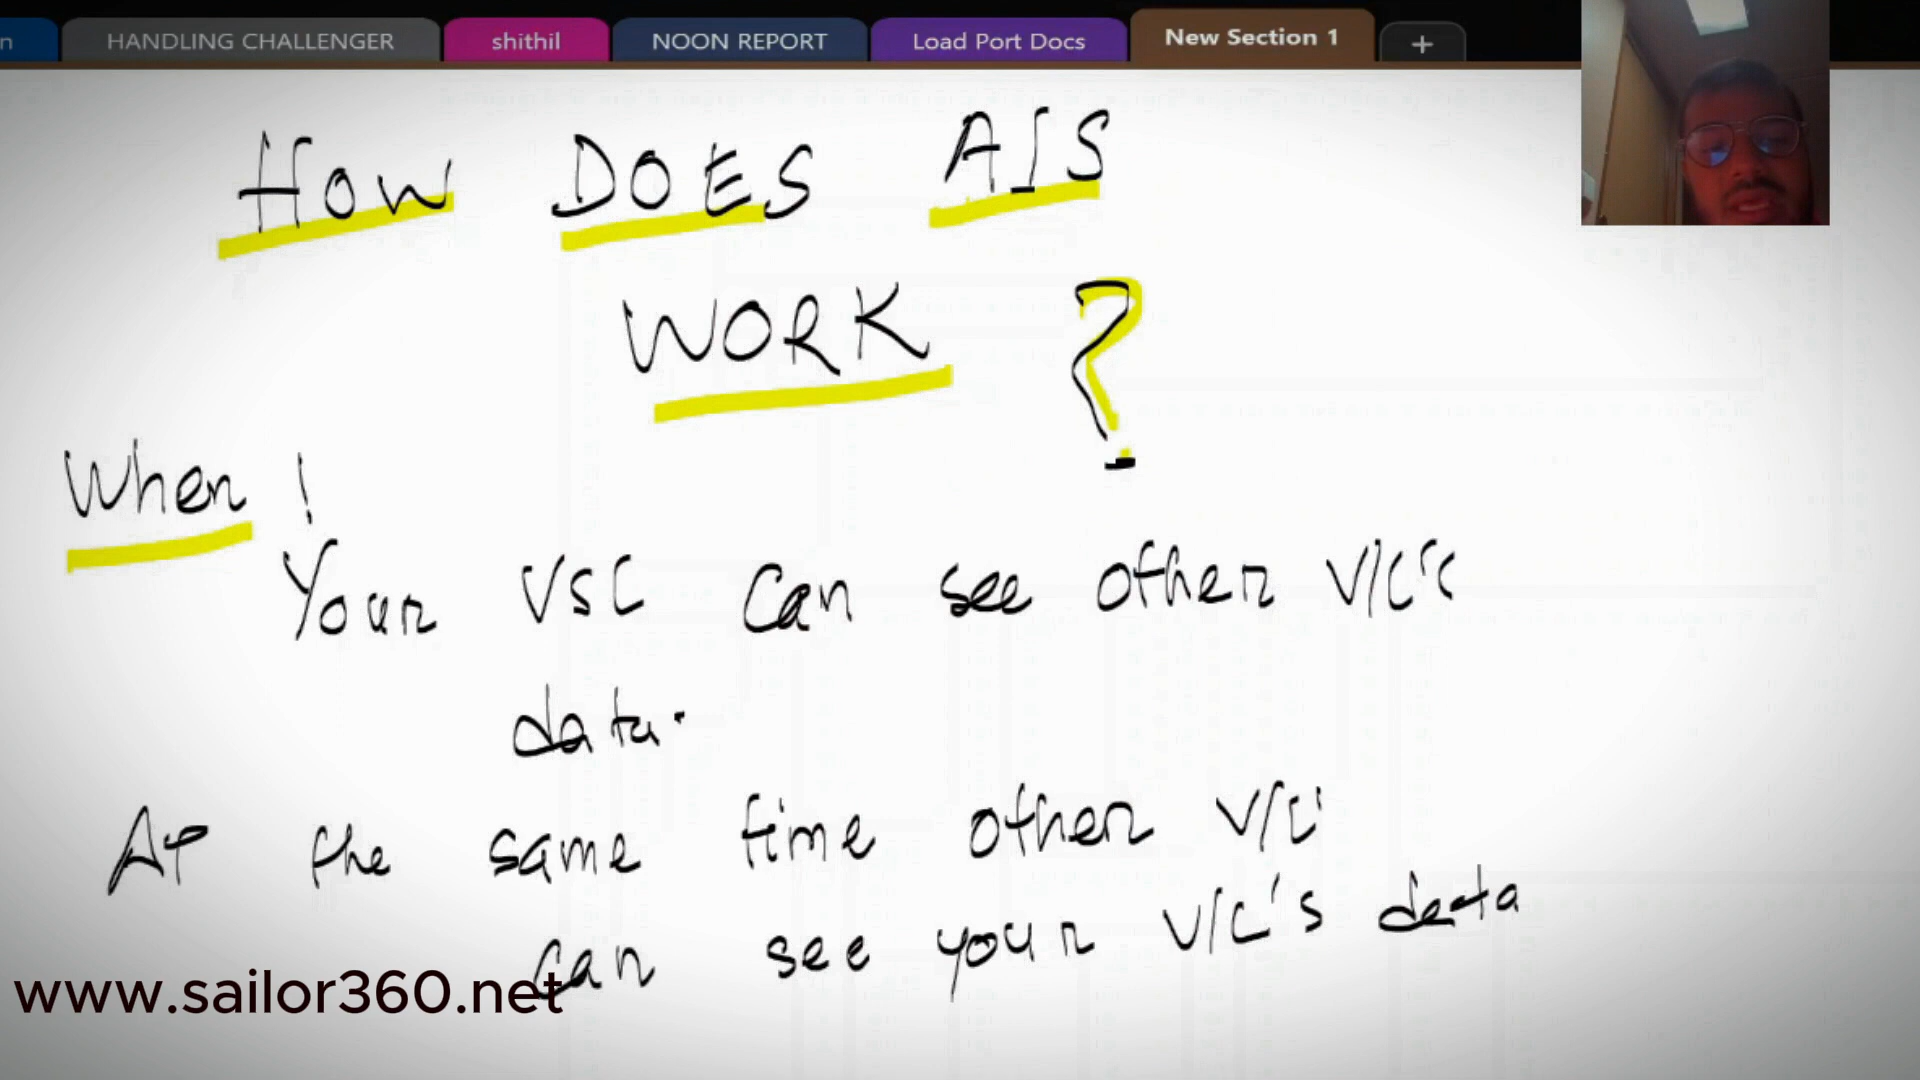 n HANDLING CHALLENGER shithil NOON REPORT Load Port Docs New Section 1 +
HOW DOES AIS
WORK ?
When !
Your VSL can see other V/L's
data.
At the same time other V/L'
can see your V/L's data
www.sailor360.net